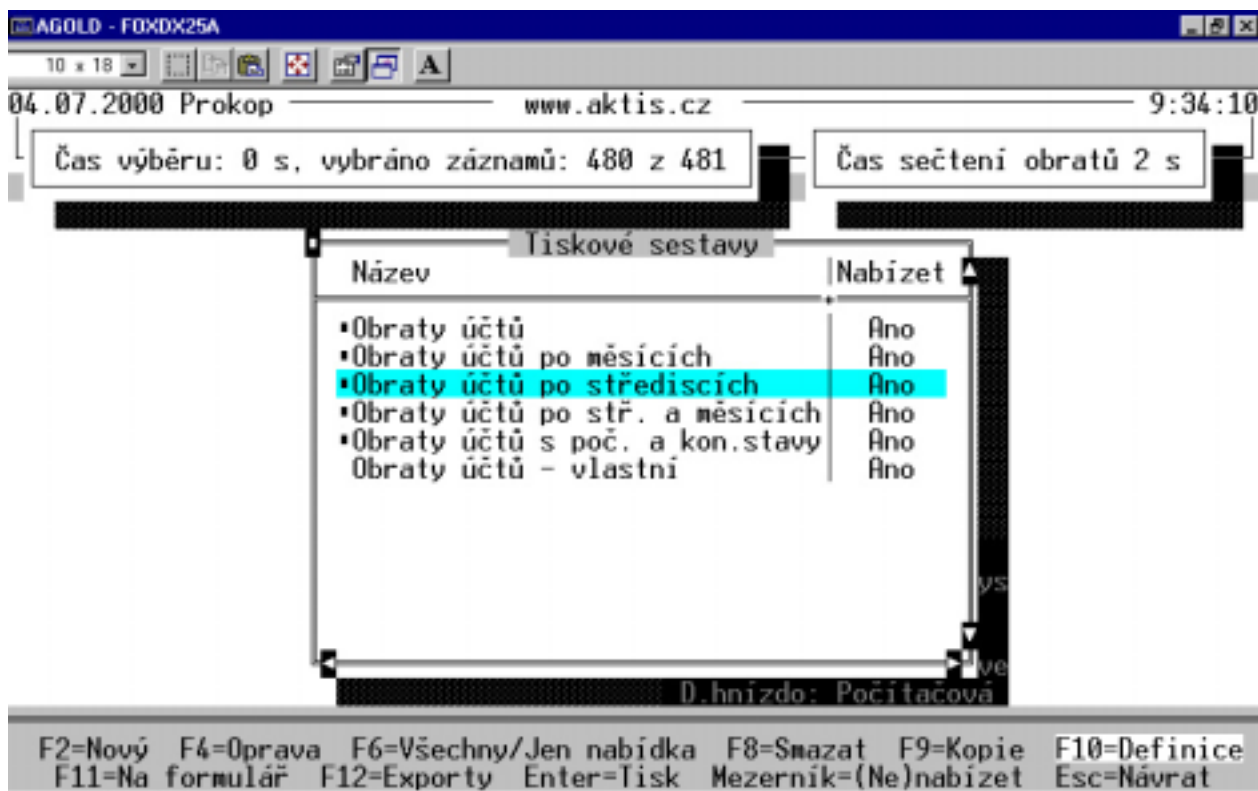 AGOLD - FOXDX25A
10 x 18
A
04.07.2000 Prokop www.aktis.cz 9:34:10
Čas výběru: 0 s, vybráno záznamů: 480 z 481 Čas sečtení obratů 2 s
Tiskové sestavy
Název Nabízet
Obraty účtů Ano
Obraty účtů po měsících Ano
Obraty účtů po střediscích Ano
Obraty účtů po stř. a měsících Ano
Obraty účtů s poč. a kon.stavy Ano
Obraty účtů - vlastní Ano
ys
ve
D.hnízdo: Počítačová
F2=Nový F4=Oprava F6=Všechny/Jen nabídka F8=Smazat F9=Kopie F10=Definice
F11=Na formulář F12=Exporty Enter=Tisk Mezerník=(Ne)nabízet Esc=Návrat